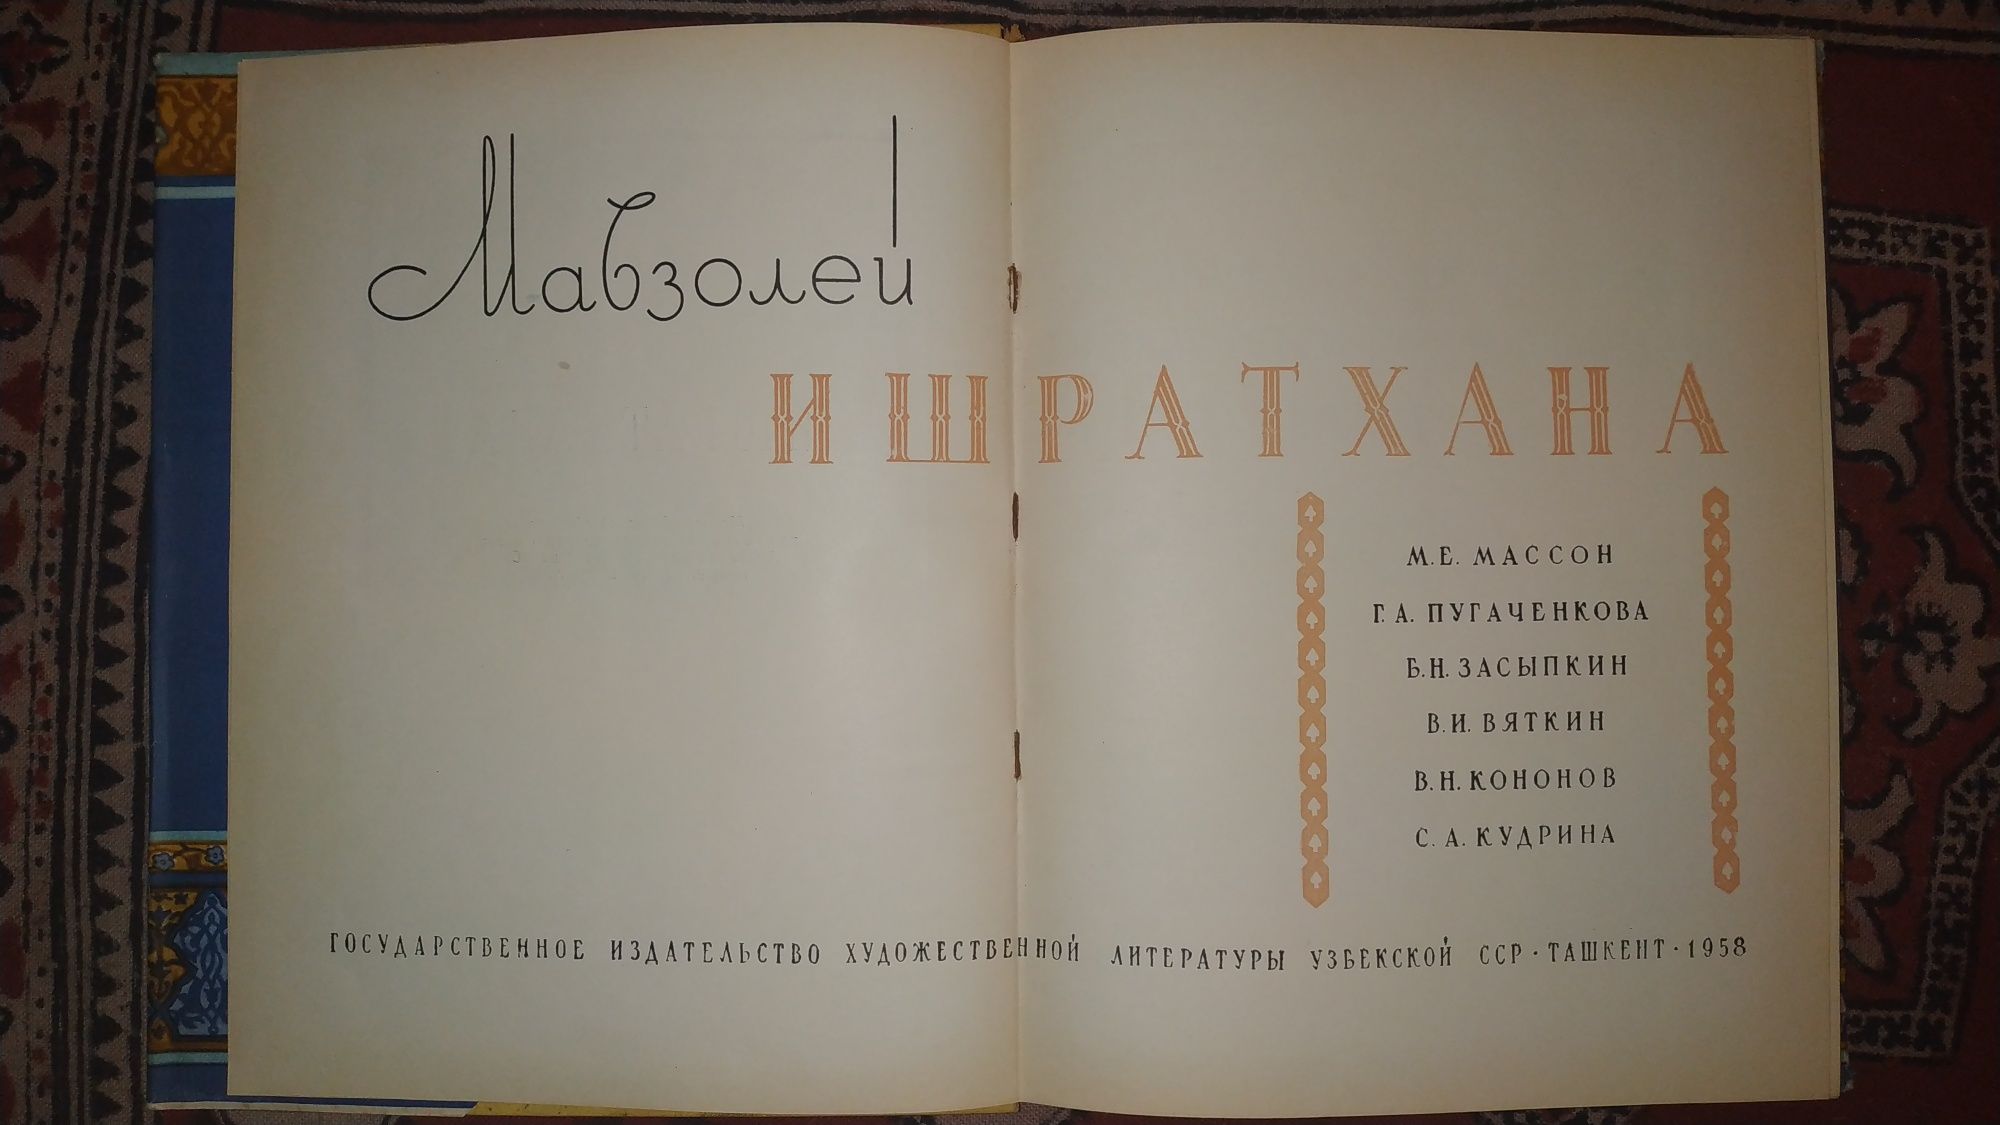 Мавзолей
ИШРАТХАНА
М. Е. МАССОН
Г. А. ПУГАЧЕНКОВА
Б. Н. ЗАСЫПКИН
В. И. ВЯТКИН
В. Н. КОНОНОВ
С. А. КУДРИНА
ГОСУДАРСТВЕННОЕ ИЗДАТЕЛЬСТВО ХУДОЖЕСТВЕННОЙ ЛИТЕРАТУРЫ УЗБЕКСКОЙ ССР · ТАШКЕНТ · 1958